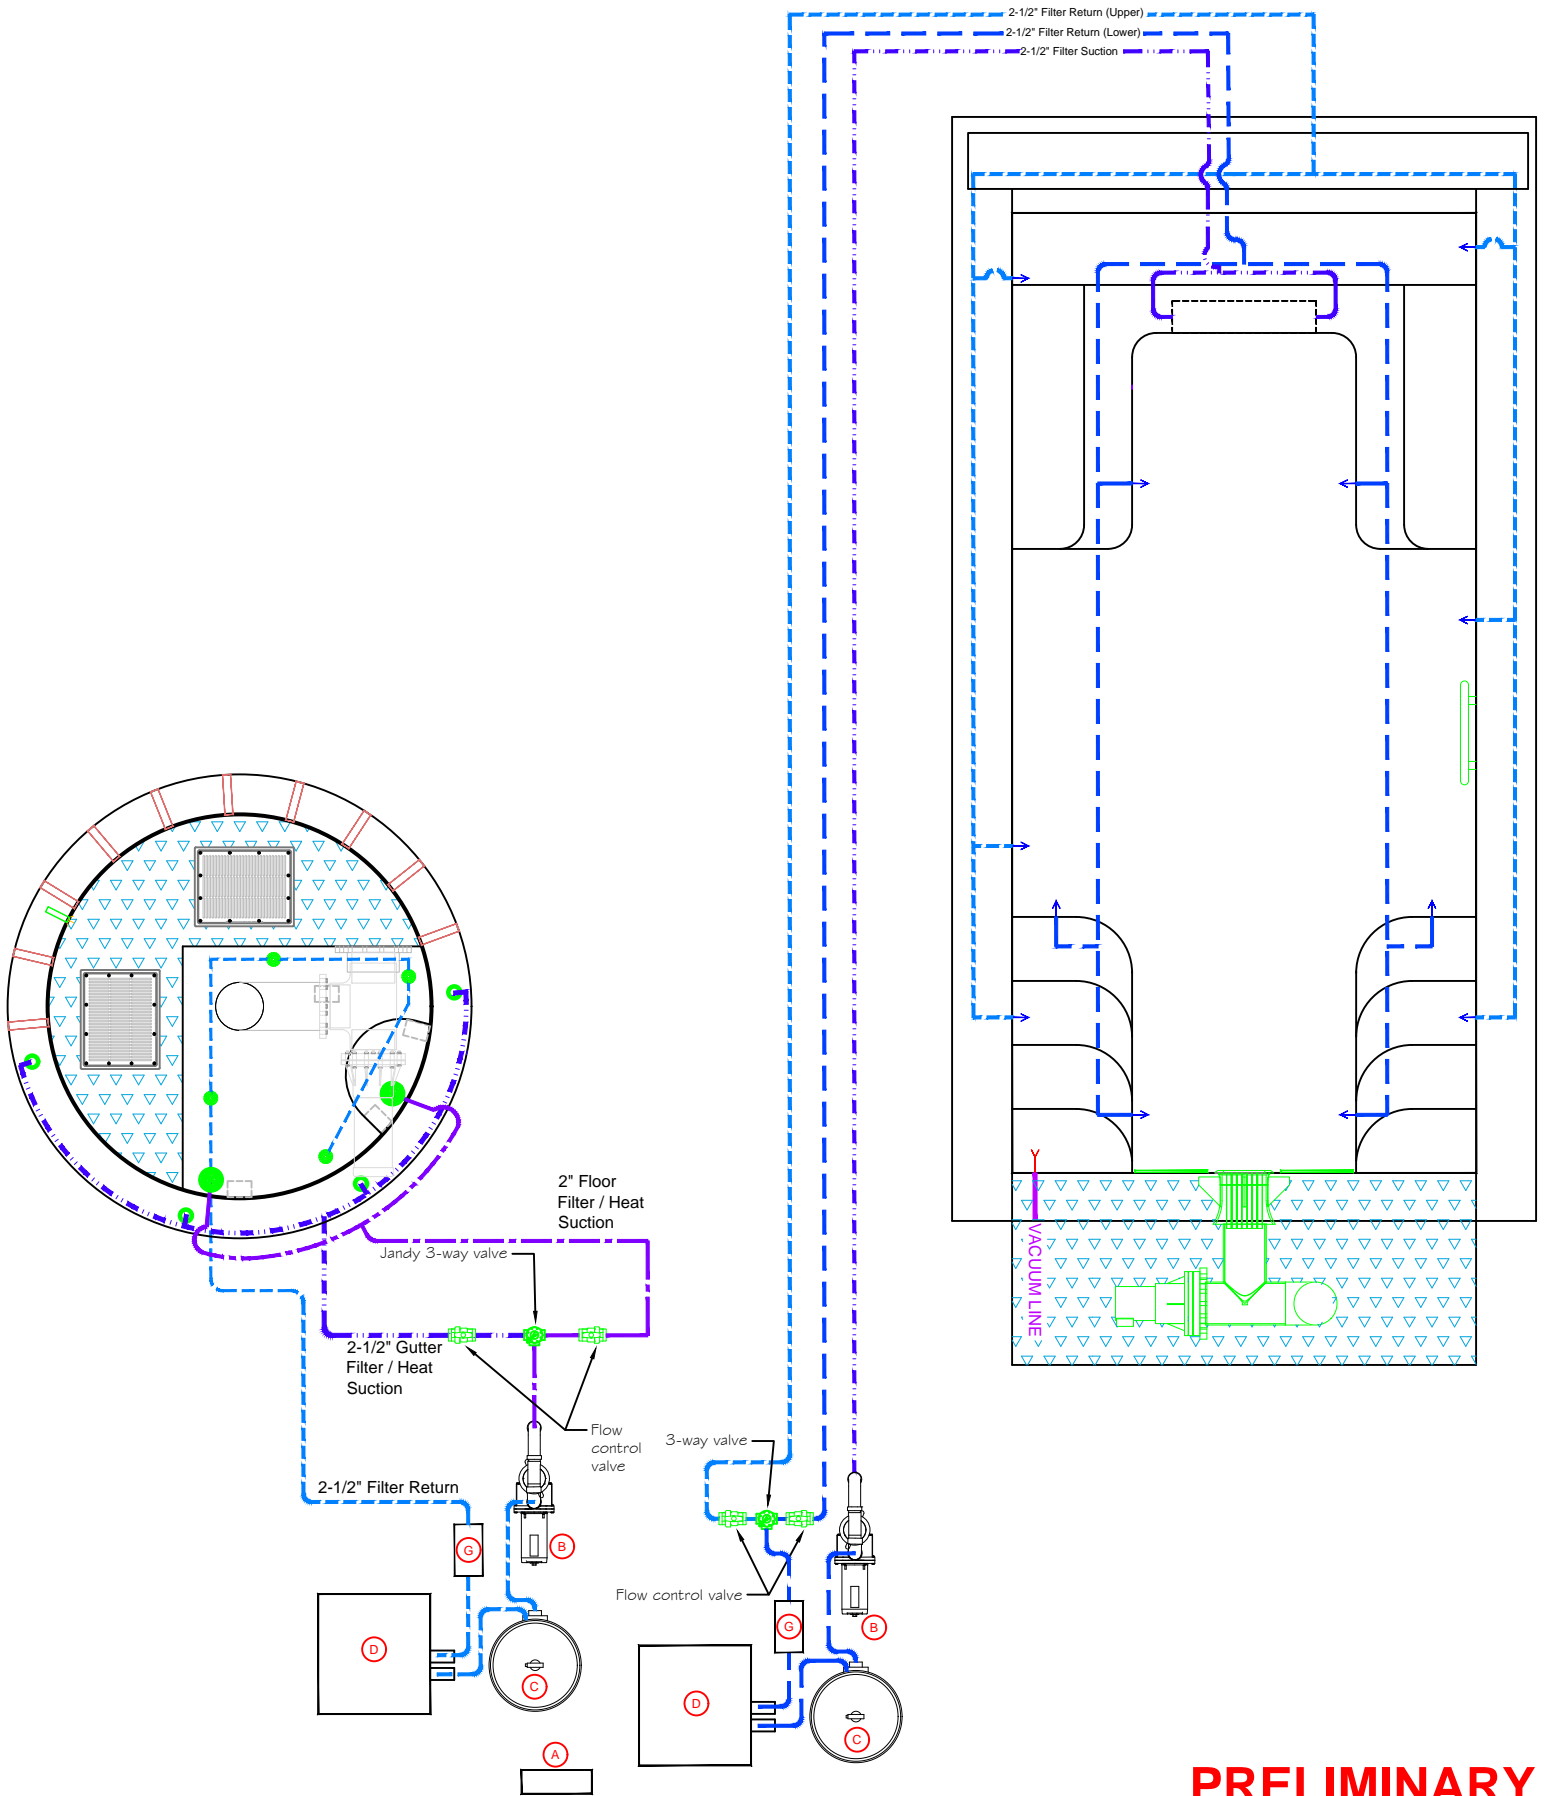 2-1/2" Filter Return (Upper)
2-1/2" Filter Return (Lower)
2-1/2" Filter Suction
2" Floor
Filter / Heat
Suction
Jandy 3-way valve
VACUUM LINE
2-1/2" Gutter
Filter / Heat
Suction
Flow
control
valve
3-way valve
2-1/2" Filter Return
G
B
Flow control valve
G
B
D
C
D
C
A
PRELIMINARY